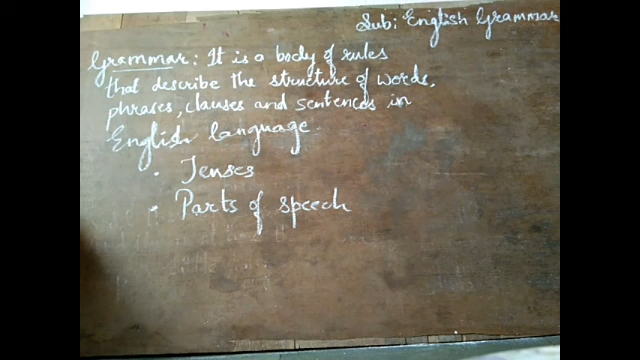 Sub: English Grammar
Grammar: It is a body of rules
that describe the structure of words,
phrases, clauses and sentences in
English language.
• Tenses
• Parts of speech